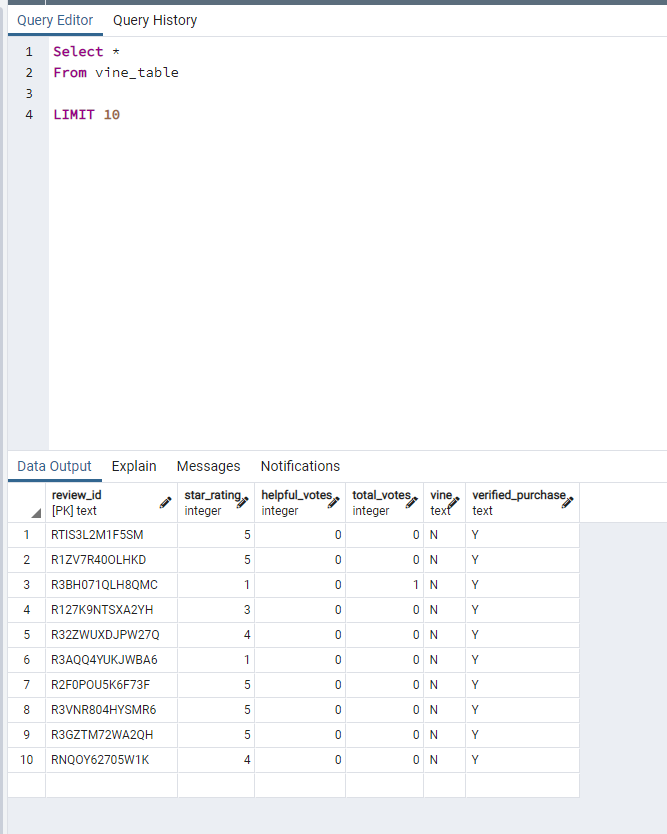 Query Editor Query History
1 Select *
2 From vine_table
3
4 LIMIT 10
Data Output Explain Messages Notifications
review_id star_rating helpful_votes total_votes vine verified_purchase
[PK] text integer integer integer text text
1 RTIS3L2M1F5SM 5 0 0 N Y
2 R1ZV7R40OLHKD 5 0 0 N Y
3 R3BH071QLH8QMC 1 0 1 N Y
4 R127K9NTSXA2YH 3 0 0 N Y
5 R32ZWUXDJPW27Q 4 0 0 N Y
6 R3AQQ4YUKJWBA6 1 0 0 N Y
7 R2F0POU5K6F73F 5 0 0 N Y
8 R3VNR804HYSMR6 5 0 0 N Y
9 R3GZTM72WA2QH 5 0 0 N Y
10 RNQOY62705W1K 4 0 0 N Y